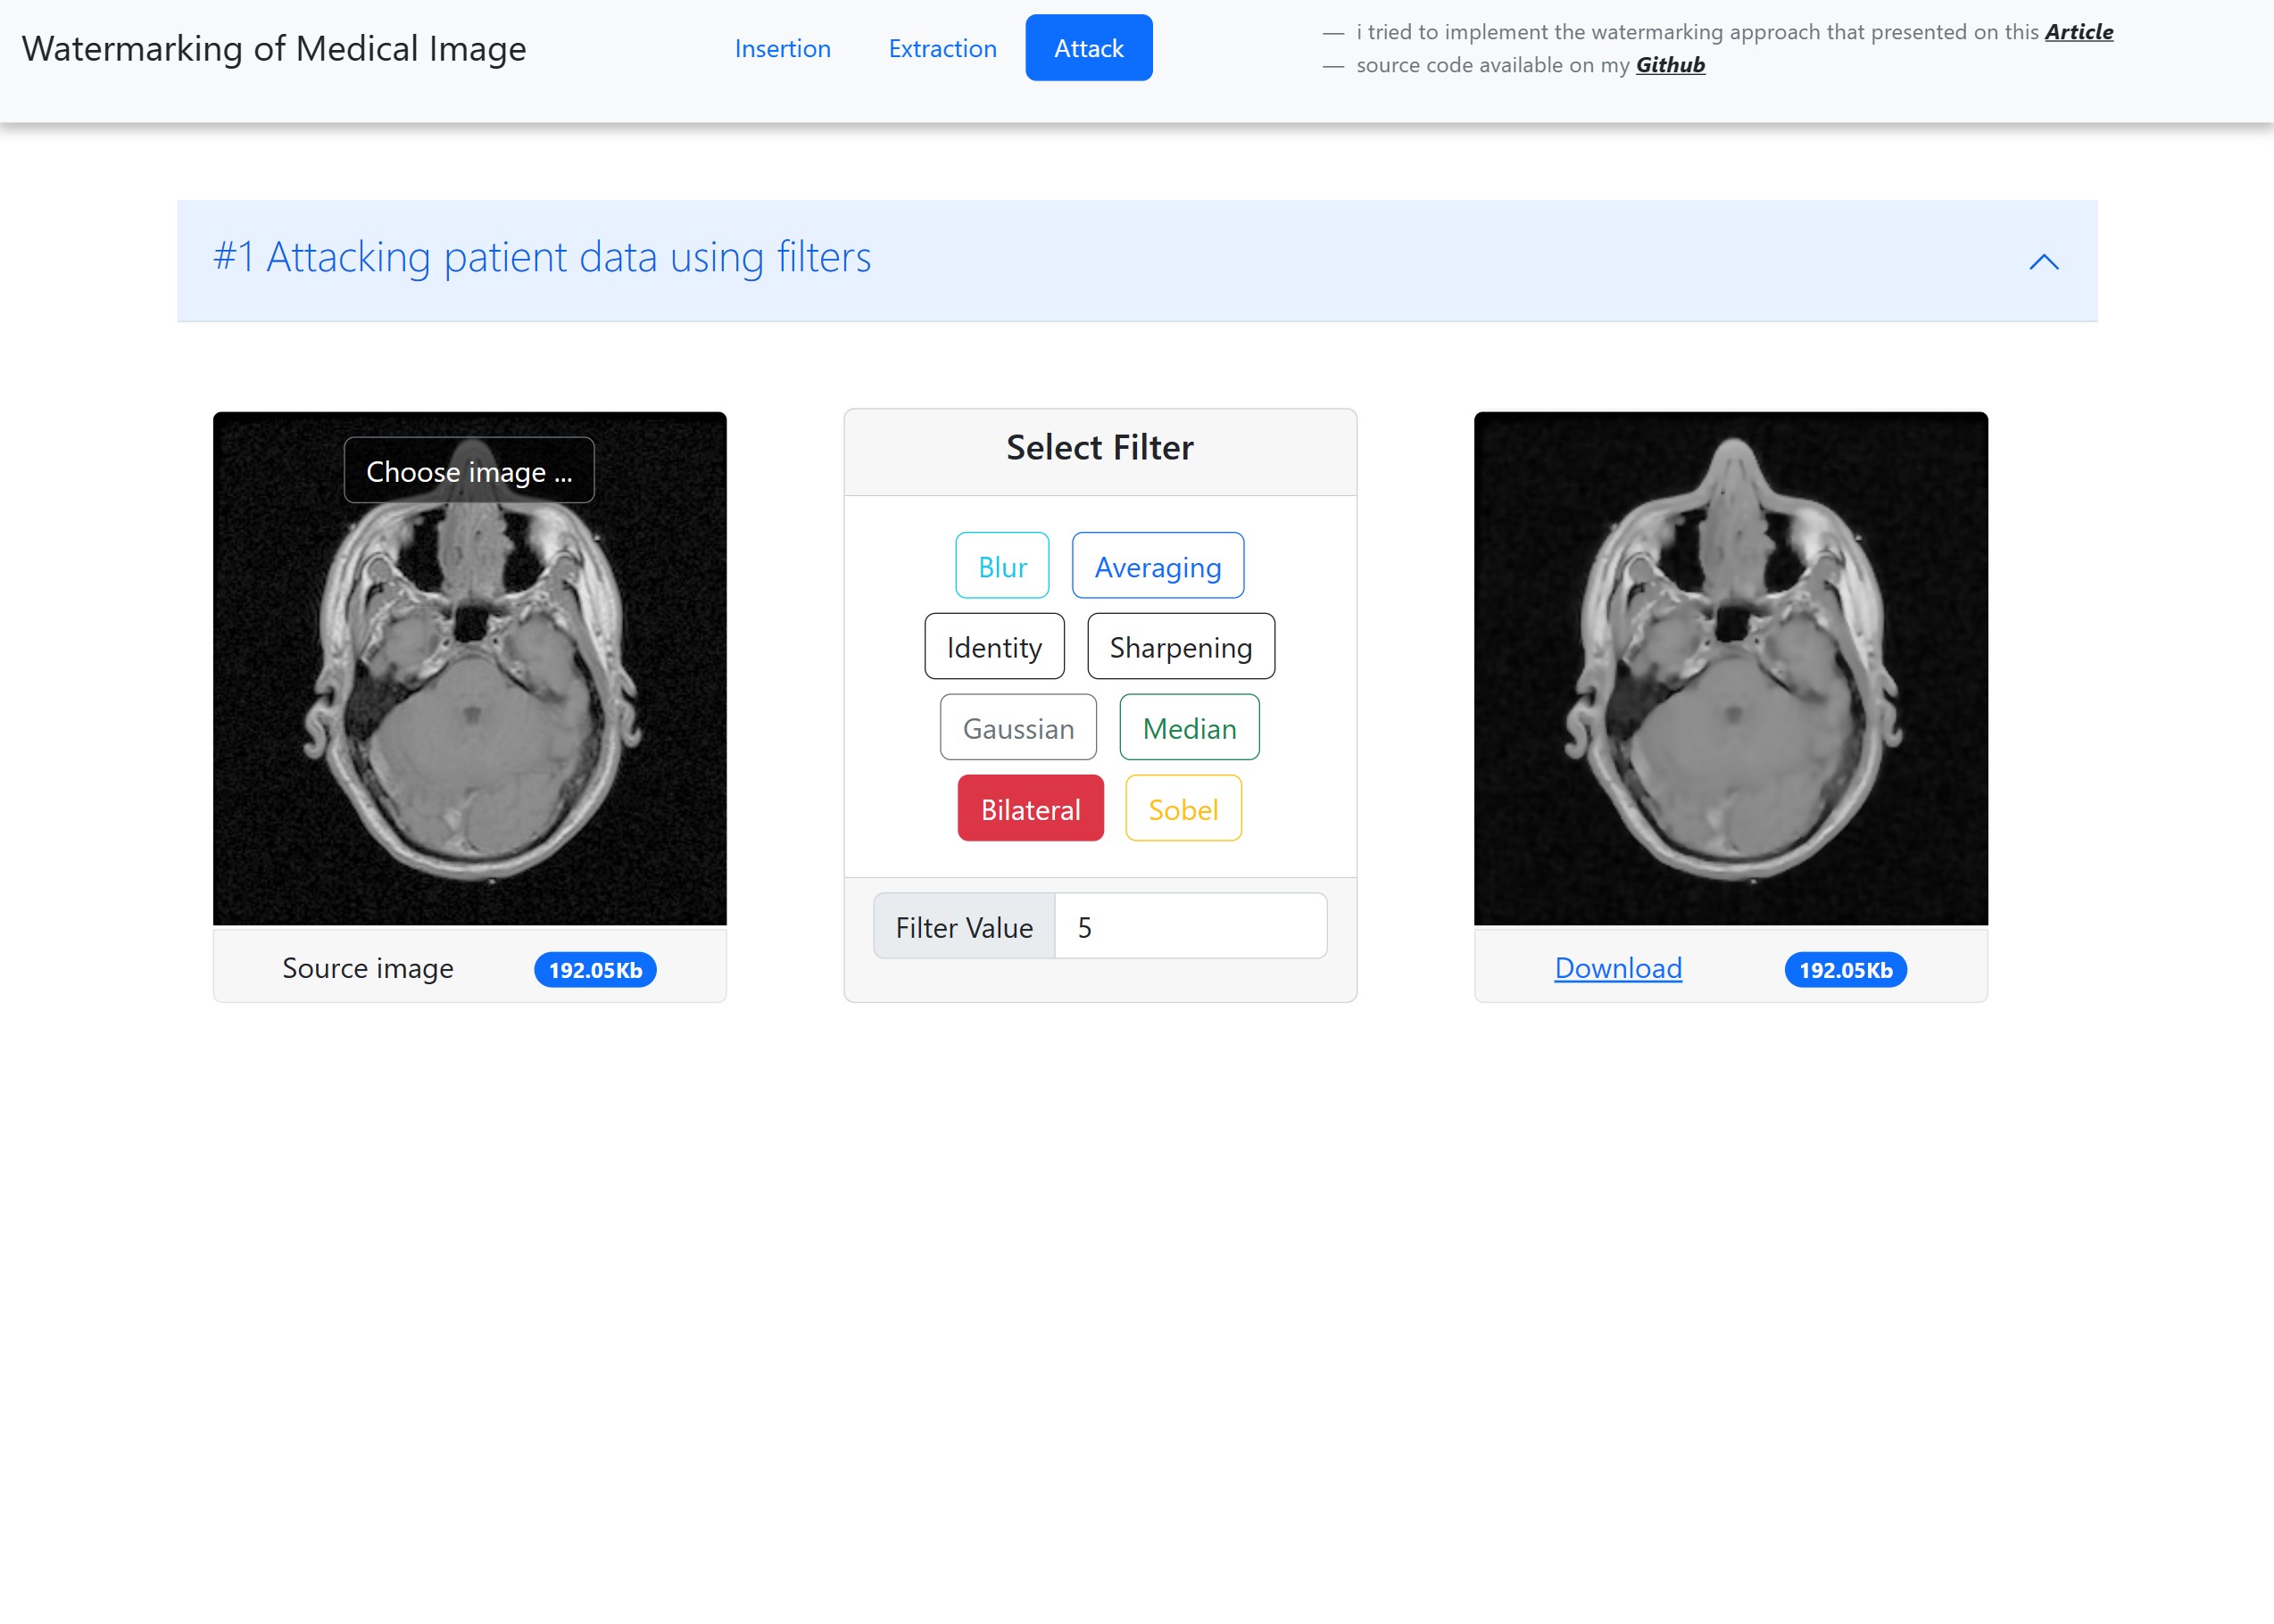 Watermarking of Medical Image
Insertion
Extraction
Attack
— i tried to implement the watermarking approach that presented on this Article
— source code available on my Github
#1 Attacking patient data using filters
Choose image ...
Source image
192.05Kb
Select Filter
Blur
Averaging
Identity
Sharpening
Gaussian
Median
Bilateral
Sobel
Filter Value
5
Download
192.05Kb